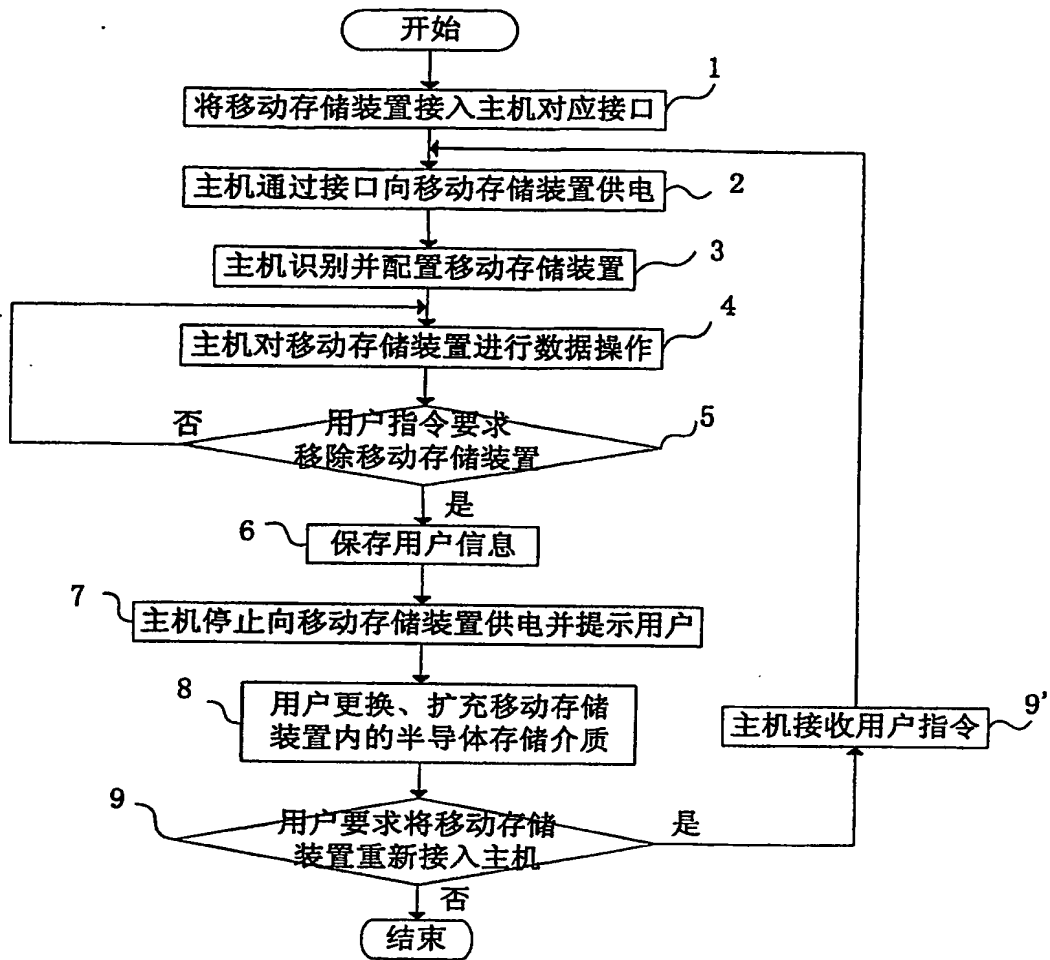 开始
1
将移动存储装置接入主机对应接口
主机通过接口向移动存储装置供电
2
主机识别并配置移动存储装置
3
4
主机对移动存储装置进行数据操作
否
用户指令要求
移除移动存储装置
5
是
6
保存用户信息
7
主机停止向移动存储装置供电并提示用户
8
用户更换、扩充移动存储
装置内的半导体存储介质
主机接收用户指令
9'
9
用户要求将移动存储
装置重新接入主机
是
否
结束